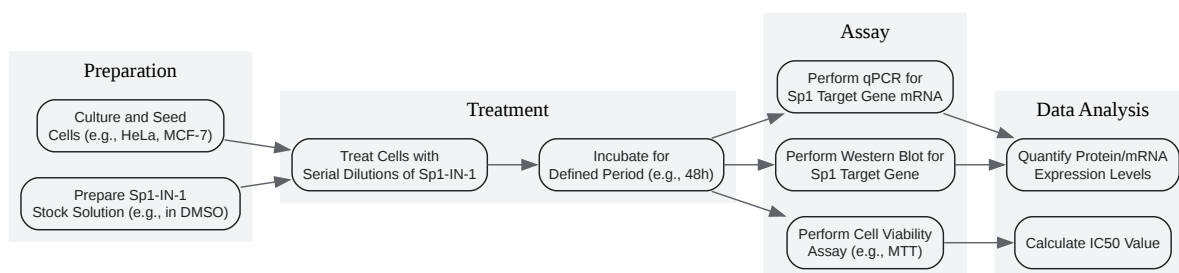 Preparation
Culture and Seed
Cells (e.g., HeLa, MCF-7)
Prepare Sp1-IN-1
Stock Solution (e.g., in DMSO)
Treatment
Treat Cells with
Serial Dilutions of Sp1-IN-1
Incubate for
Defined Period (e.g., 48h)
Assay
Perform qPCR for
Sp1 Target Gene mRNA
Perform Western Blot for
Sp1 Target Gene
Perform Cell Viability
Assay (e.g., MTT)
Data Analysis
Quantify Protein/mRNA
Expression Levels
Calculate IC50 Value